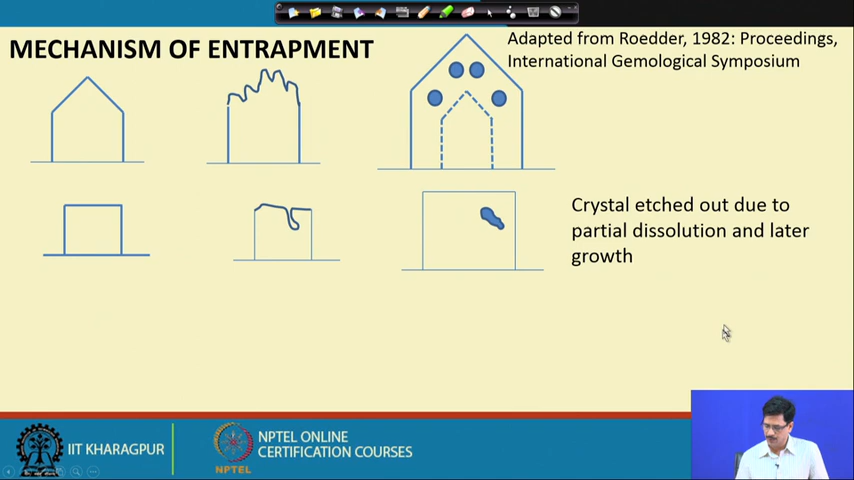 MECHANISM OF ENTRAPMENT
Adapted from Roedder, 1982: Proceedings,
International Gemological Symposium
Crystal etched out due to
partial dissolution and later
growth
IIT KHARAGPUR
NPTEL
NPTEL ONLINE
CERTIFICATION COURSES